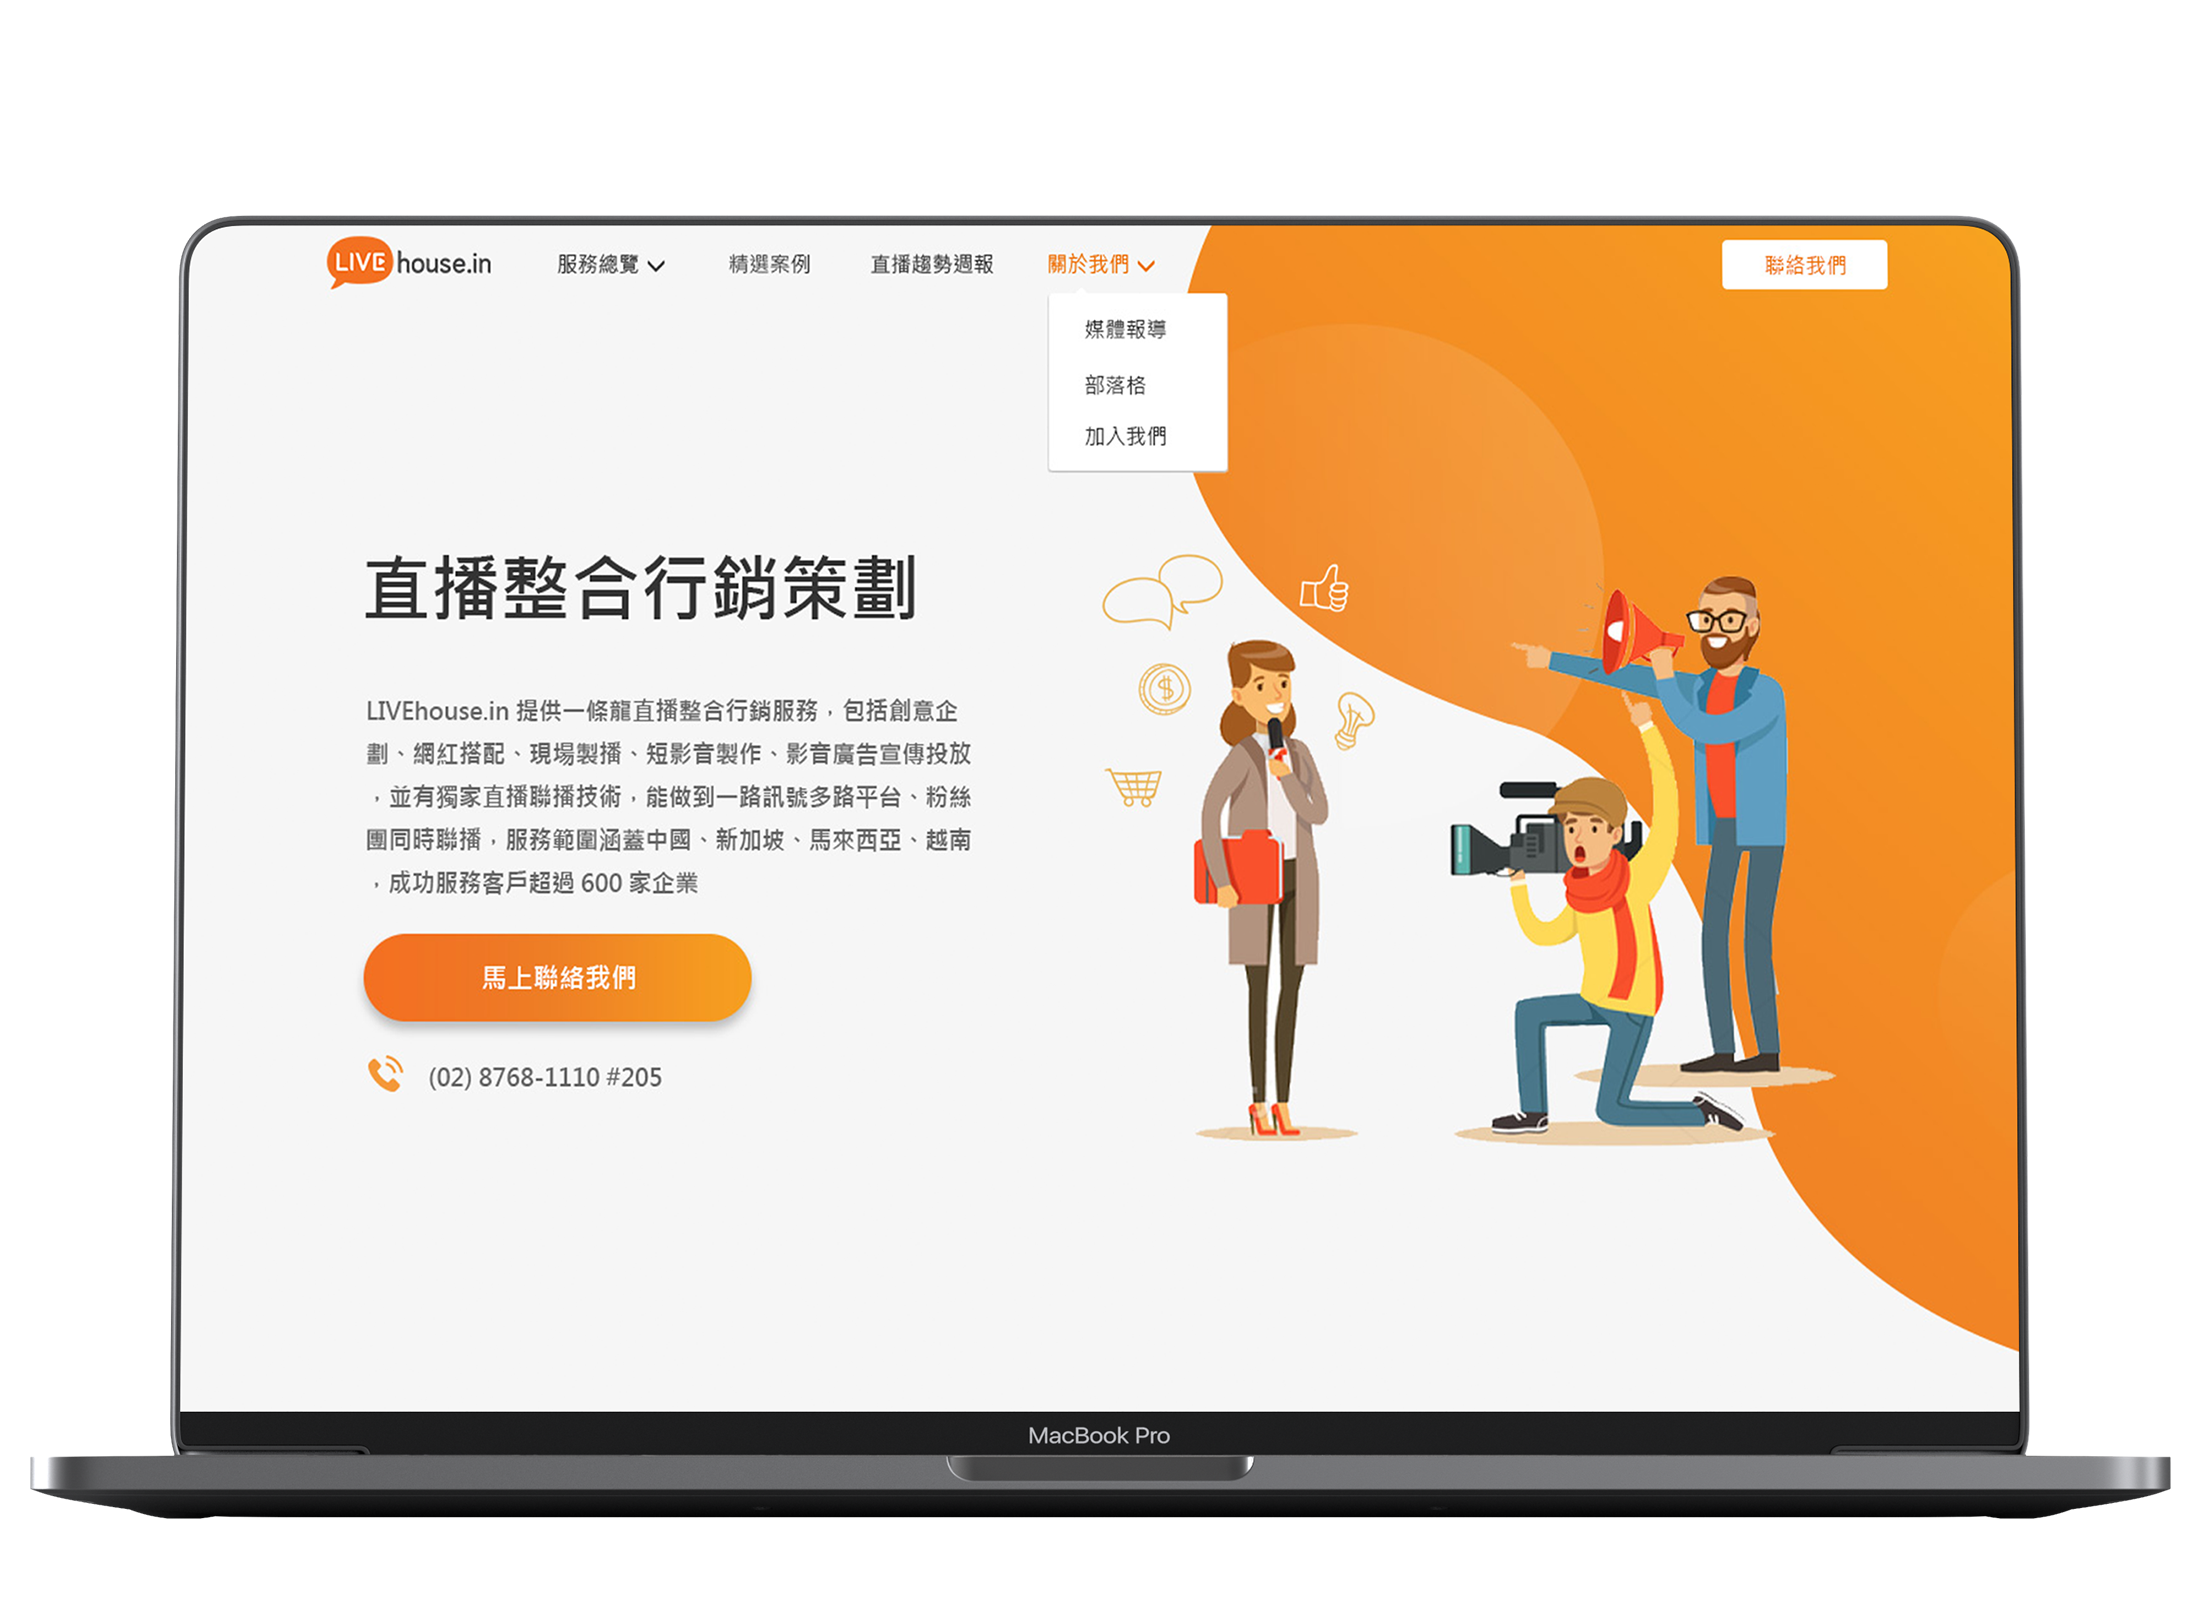 LIVEhouse.in
服務總覽
精選案例
直播趨勢週報
關於我們
聯絡我們
媒體報導
部落格
加入我們
直播整合行銷策劃
LIVEhouse.in 提供一條龍直播整合行銷服務，包括創意企
劃、網紅搭配、現場製播、短影音製作、影音廣告宣傳投放
，並有獨家直播聯播技術，能做到一路訊號多路平台、粉絲
團同時聯播，服務範圍涵蓋中國、新加坡、馬來西亞、越南
，成功服務客戶超過 600 家企業
馬上聯絡我們
(02) 8768-1110 #205
MacBook Pro